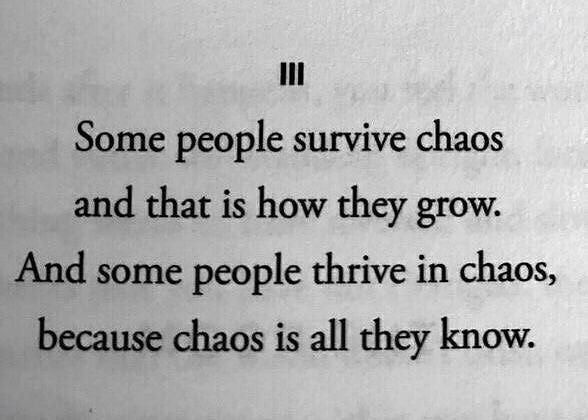 III
Some people survive chaos
and that is how they grow.
And some people thrive in chaos,
because chaos is all they know.